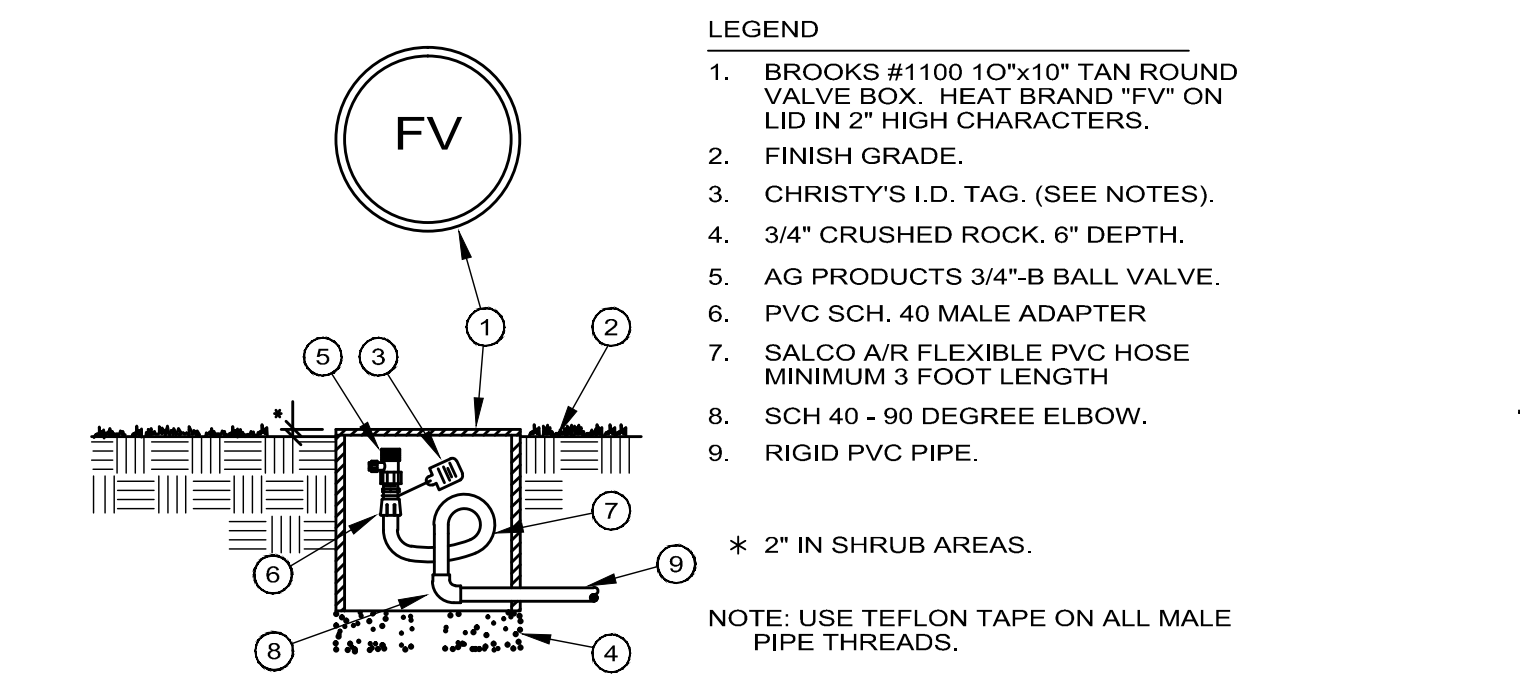 FV
1
2
5
3
*
7
9
6
8
4
LEGEND
1. BROOKS #1100 1O"x10" TAN ROUND
VALVE BOX. HEAT BRAND "FV" ON
LID IN 2" HIGH CHARACTERS.
2. FINISH GRADE.
3. CHRISTY'S I.D. TAG. (SEE NOTES).
4. 3/4" CRUSHED ROCK. 6" DEPTH.
5. AG PRODUCTS 3/4"-B BALL VALVE.
6. PVC SCH. 40 MALE ADAPTER
7. SALCO A/R FLEXIBLE PVC HOSE
MINIMUM 3 FOOT LENGTH
8. SCH 40 - 90 DEGREE ELBOW.
9. RIGID PVC PIPE.
* 2" IN SHRUB AREAS.
NOTE: USE TEFLON TAPE ON ALL MALE
PIPE THREADS.